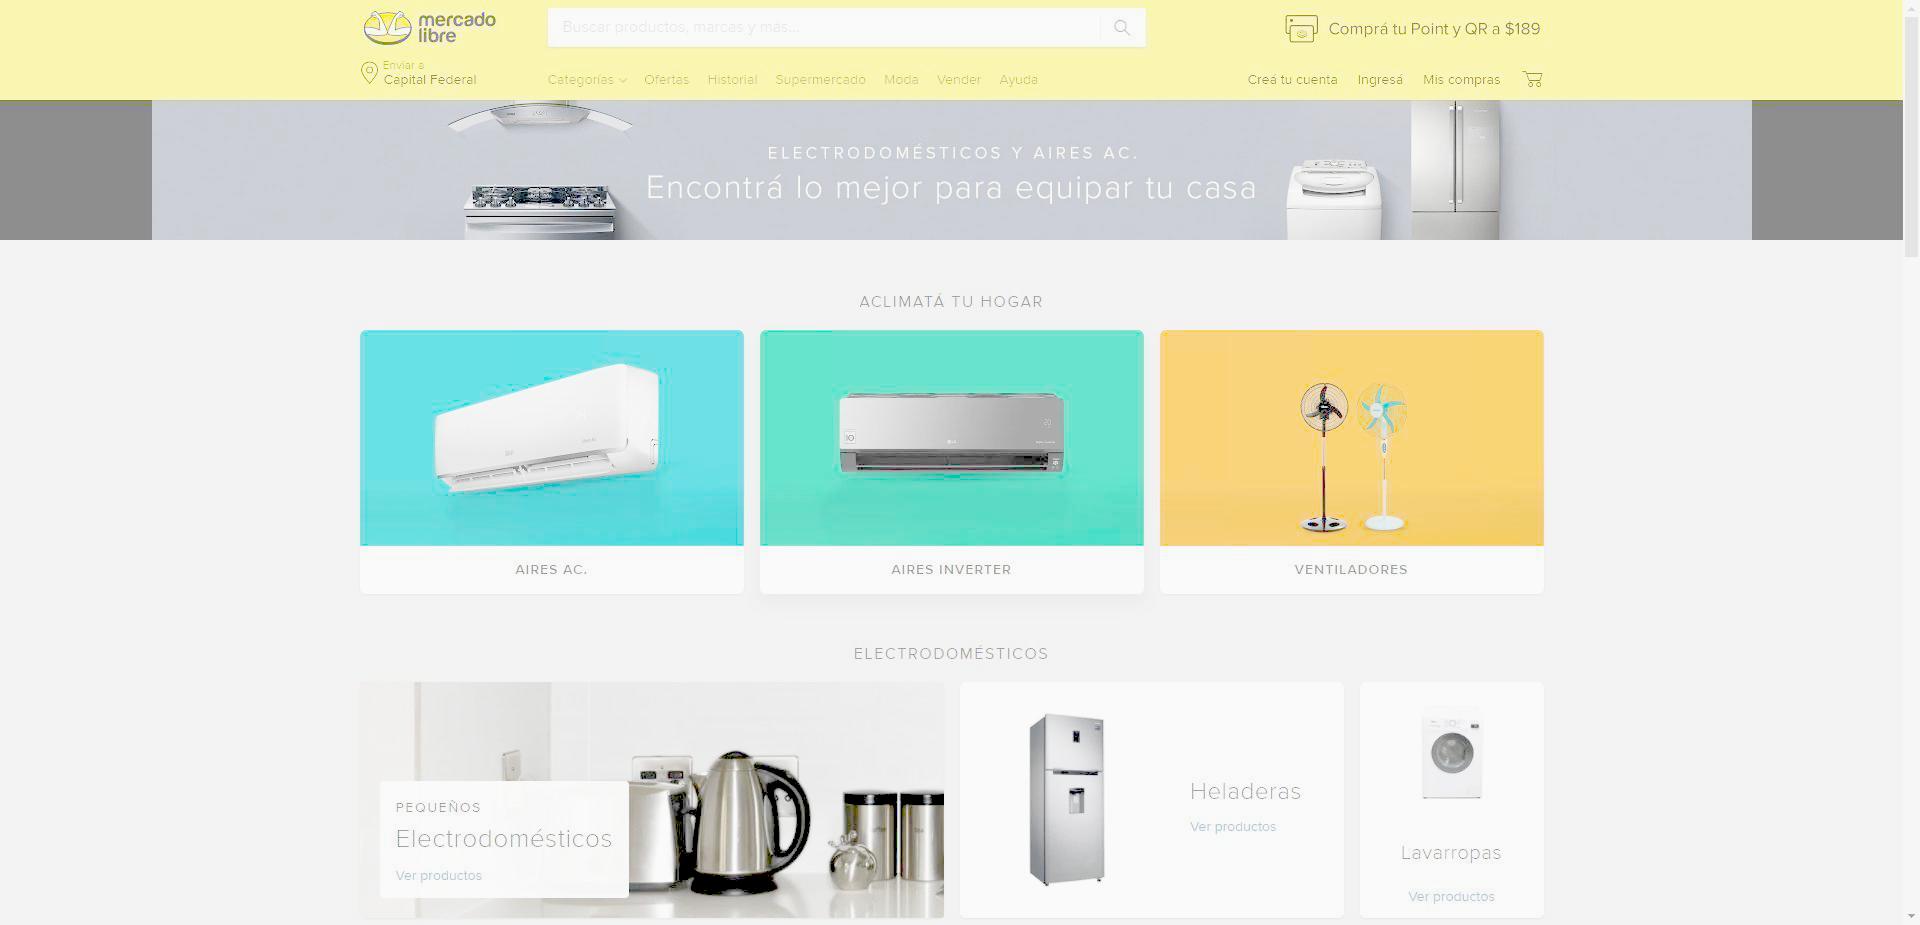 mercado
libre
Buscar productos, marcas y más...
Comprá tu Point y QR a $189
Enviar a
Capital Federal
Categorías
Ofertas
Historial
Supermercado
Moda
Vender
Ayuda
Creá tu cuenta
Ingresá
Mis compras
ELECTRODOMÉSTICOS Y AIRES AC.
Encontrá lo mejor para equipar tu casa
ACLIMATÁ TU HOGAR
AIRES AC.
AIRES INVERTER
VENTILADORES
ELECTRODOMÉSTICOS
PEQUEÑOS
Electrodomésticos
Ver productos
Heladeras
Ver productos
Lavarropas
Ver productos